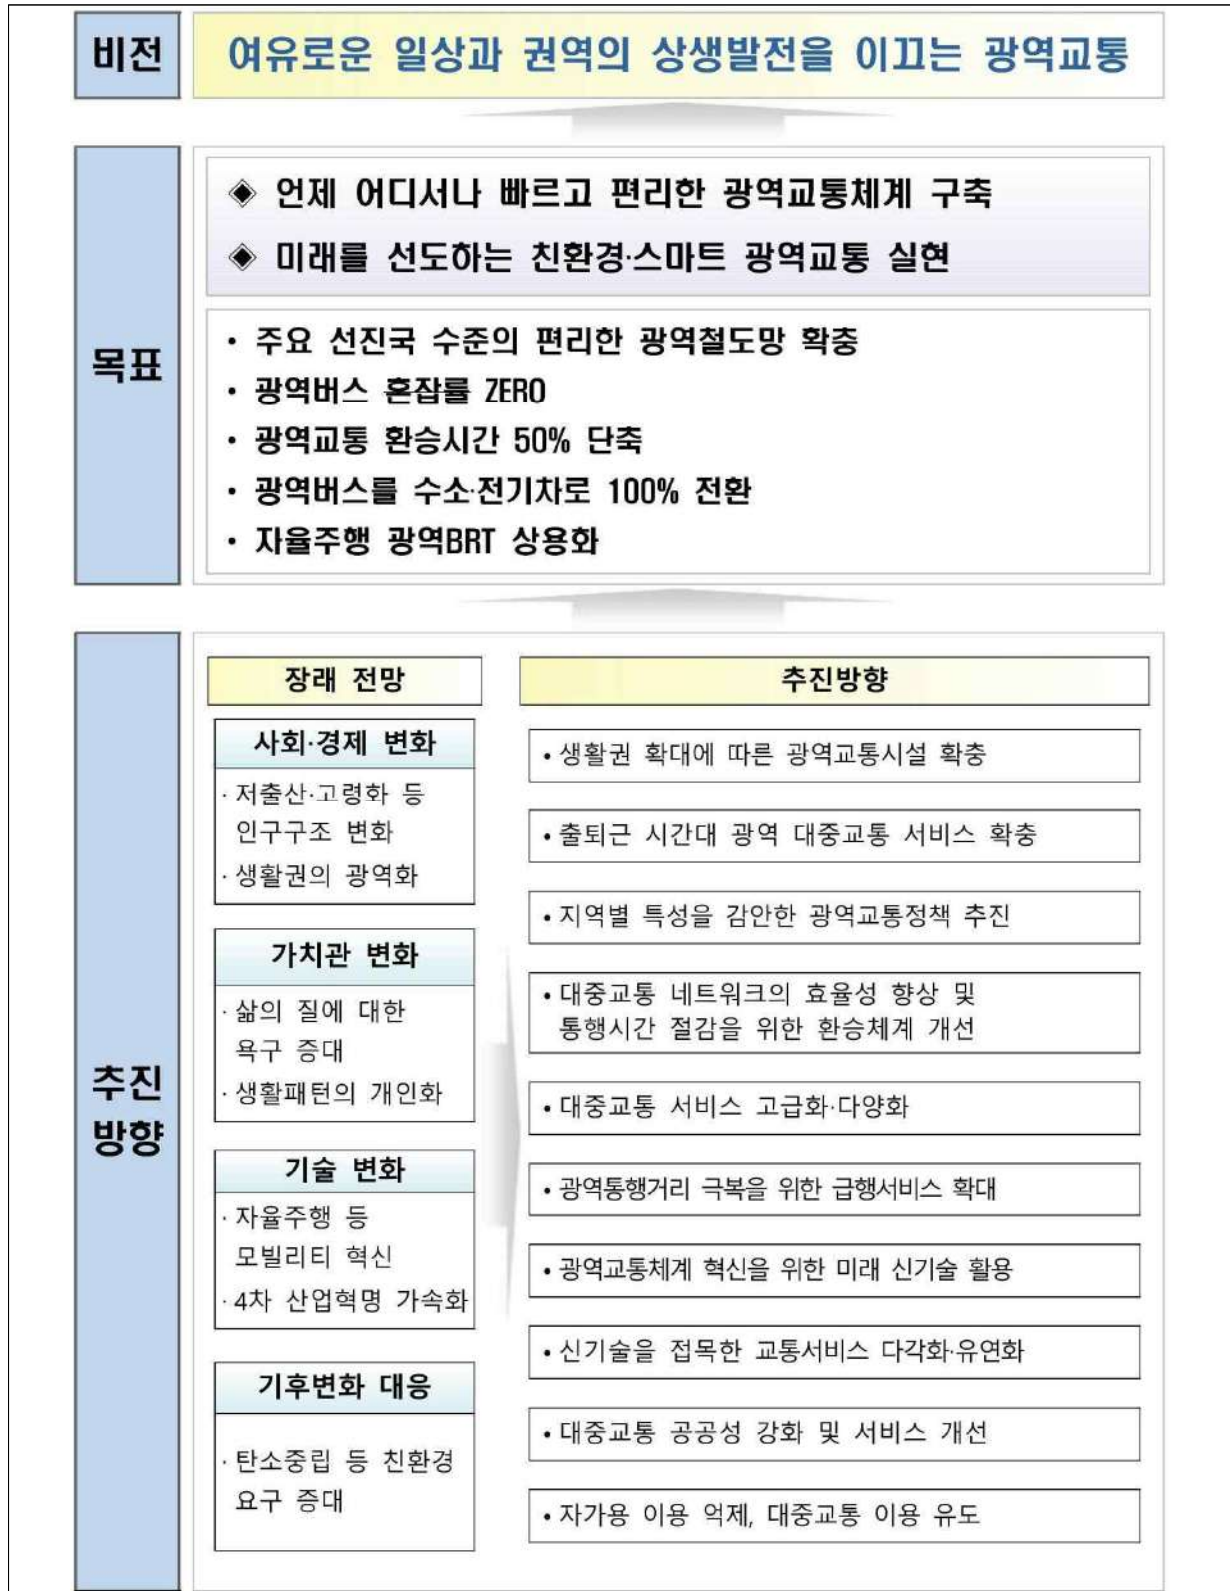 비전
여유로운 일상과 권역의 상생발전을 이끄는 광역교통
목표
◈ 언제 어디서나 빠르고 편리한 광역교통체계 구축
◈ 미래를 선도하는 친환경·스마트 광역교통 실현
• 주요 선진국 수준의 편리한 광역철도망 확충
• 광역버스 혼잡률 ZERO
• 광역교통 환승시간 50% 단축
• 광역버스를 수소·전기차로 100% 전환
• 자율주행 광역BRT 상용화
추진
방향
장래 전망
사회·경제 변화
· 저출산·고령화 등
인구구조 변화
· 생활권의 광역화
가치관 변화
· 삶의 질에 대한
욕구 증대
· 생활패턴의 개인화
기술 변화
· 자율주행 등
모빌리티 혁신
· 4차 산업혁명 가속화
기후변화 대응
· 탄소중립 등 친환경
요구 증대
추진방향
• 생활권 확대에 따른 광역교통시설 확충
• 출퇴근 시간대 광역 대중교통 서비스 확충
• 지역별 특성을 감안한 광역교통정책 추진
• 대중교통 네트워크의 효율성 향상 및
통행시간 절감을 위한 환승체계 개선
• 대중교통 서비스 고급화·다양화
• 광역통행거리 극복을 위한 급행서비스 확대
• 광역교통체계 혁신을 위한 미래 신기술 활용
• 신기술을 접목한 교통서비스 다각화·유연화
• 대중교통 공공성 강화 및 서비스 개선
• 자가용 이용 억제, 대중교통 이용 유도